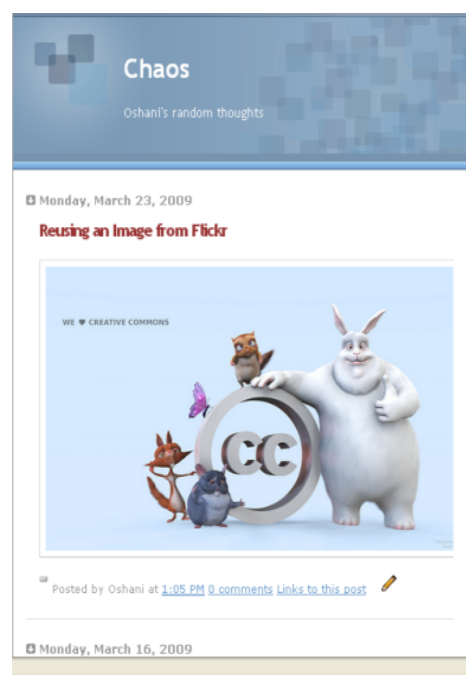 Chaos
Oshani's random thoughts
Monday, March 23, 2009
Reusing an Image from Flickr
WE ♥ CREATIVE COMMONS
CC
Posted by Oshani at 1:05 PM 0 comments Links to this post
Monday, March 16, 2009